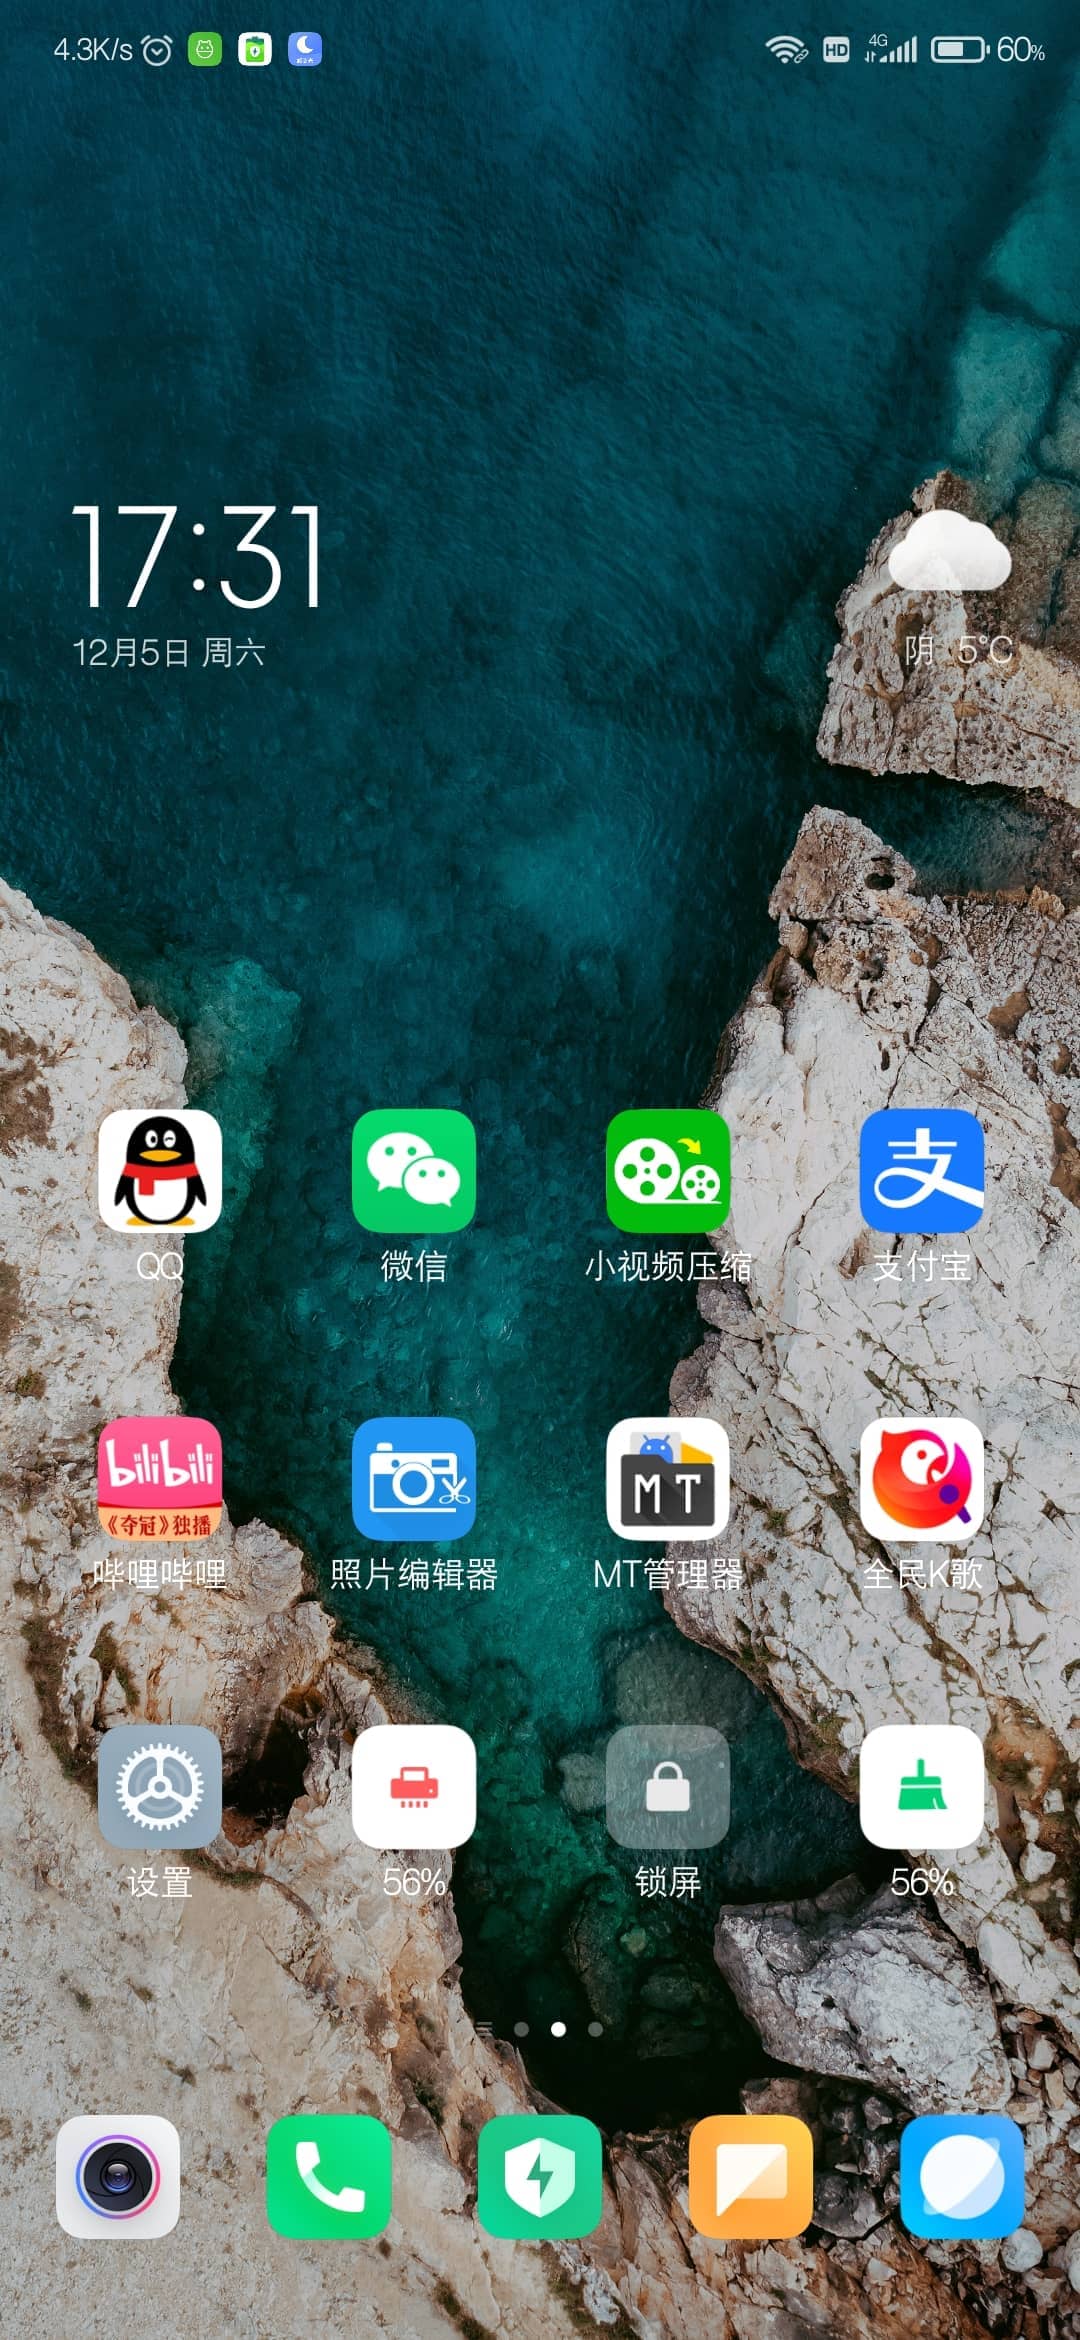 4.3K/s
HD 4G 60%
17:31
12月5日 周六
阴 5°C
支
QQ 微信 小视频压缩 支付宝
bilibili
《夺冠》独播
MT
哔哩哔哩 照片编辑器 MT管理器 全民K歌
设置 56% 锁屏 56%